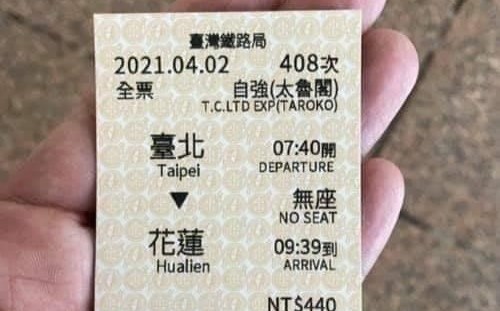 臺灣鐵路局
2021.04.02 408次
全票 自強(太魯閣)
T.C.LTD EXP(TAROKO)
臺北 07:40開
Taipei DEPARTURE
▼ 無座
NO SEAT
花蓮 09:39到
Hualien ARRIVAL
NT$440